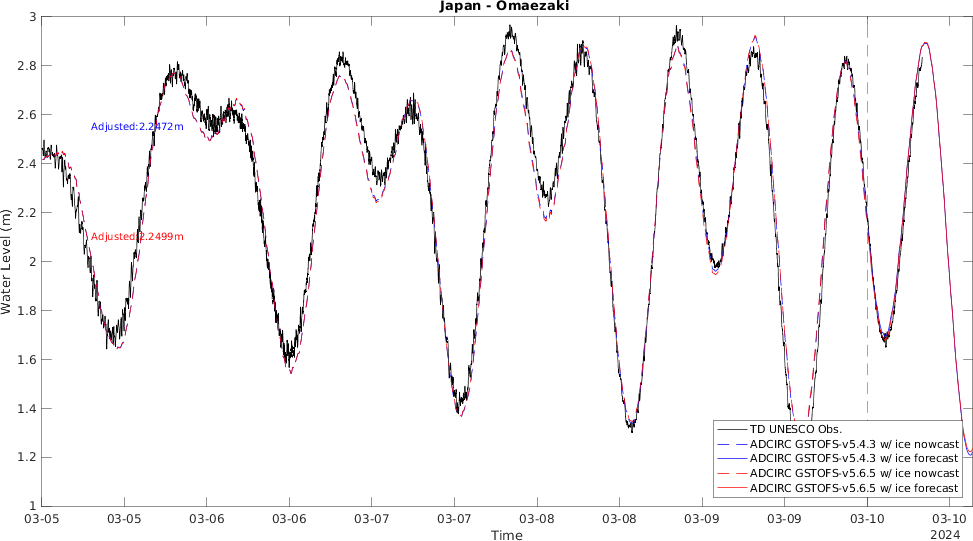 Japan - Omaezaki
3
2.8
2.6
2.4
2.2
2
1.8
1.6
1.4
1.2
1
Water Level (m)
Adjusted:2.2472m
Adjusted:2.2499m
TD UNESCO Obs.
ADCIRC GSTOFS-v5.4.3 w/ ice nowcast
ADCIRC GSTOFS-v5.4.3 w/ ice forecast
ADCIRC GSTOFS-v5.6.5 w/ ice nowcast
ADCIRC GSTOFS-v5.6.5 w/ ice forecast
03-05 03-05 03-06 03-06 03-07 03-07 03-08 03-08 03-09 03-09 03-10 03-10
Time
2024